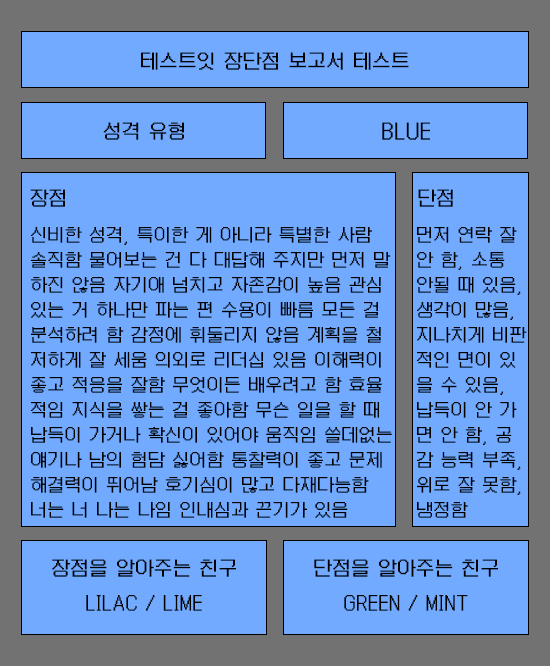 테스트잇 장단점 보고서 테스트
성격 유형
BLUE
장점
신비한 성격, 특이한 게 아니라 특별한 사람
솔직함 물어보는 건 다 대답해 주지만 먼저 말
하진 않음 자기애 넘치고 자존감이 높음 관심
있는 거 하나만 파는 편 수용이 빠름 모든 걸
분석하려 함 감정에 휘둘리지 않음 계획을 철
저하게 잘 세움 의외로 리더십 있음 이해력이
좋고 적응을 잘함 무엇이든 배우려고 함 효율
적임 지식을 쌓는 걸 좋아함 무슨 일을 할 때
납득이 가거나 확신이 있어야 움직임 쓸데없는
얘기나 남의 험담 싫어함 통찰력이 좋고 문제
해결력이 뛰어남 호기심이 많고 다재다능함
너는 너 나는 나임 인내심과 끈기가 있음
단점
먼저 연락 잘
안 함, 소통
안될 때 있음,
생각이 많음,
지나치게 비판
적인 면이 있
을 수 있음,
납득이 안 가
면 안 함, 공
감 능력 부족,
위로 잘 못함,
냉정함
장점을 알아주는 친구
LILAC / LIME
단점을 알아주는 친구
GREEN / MINT